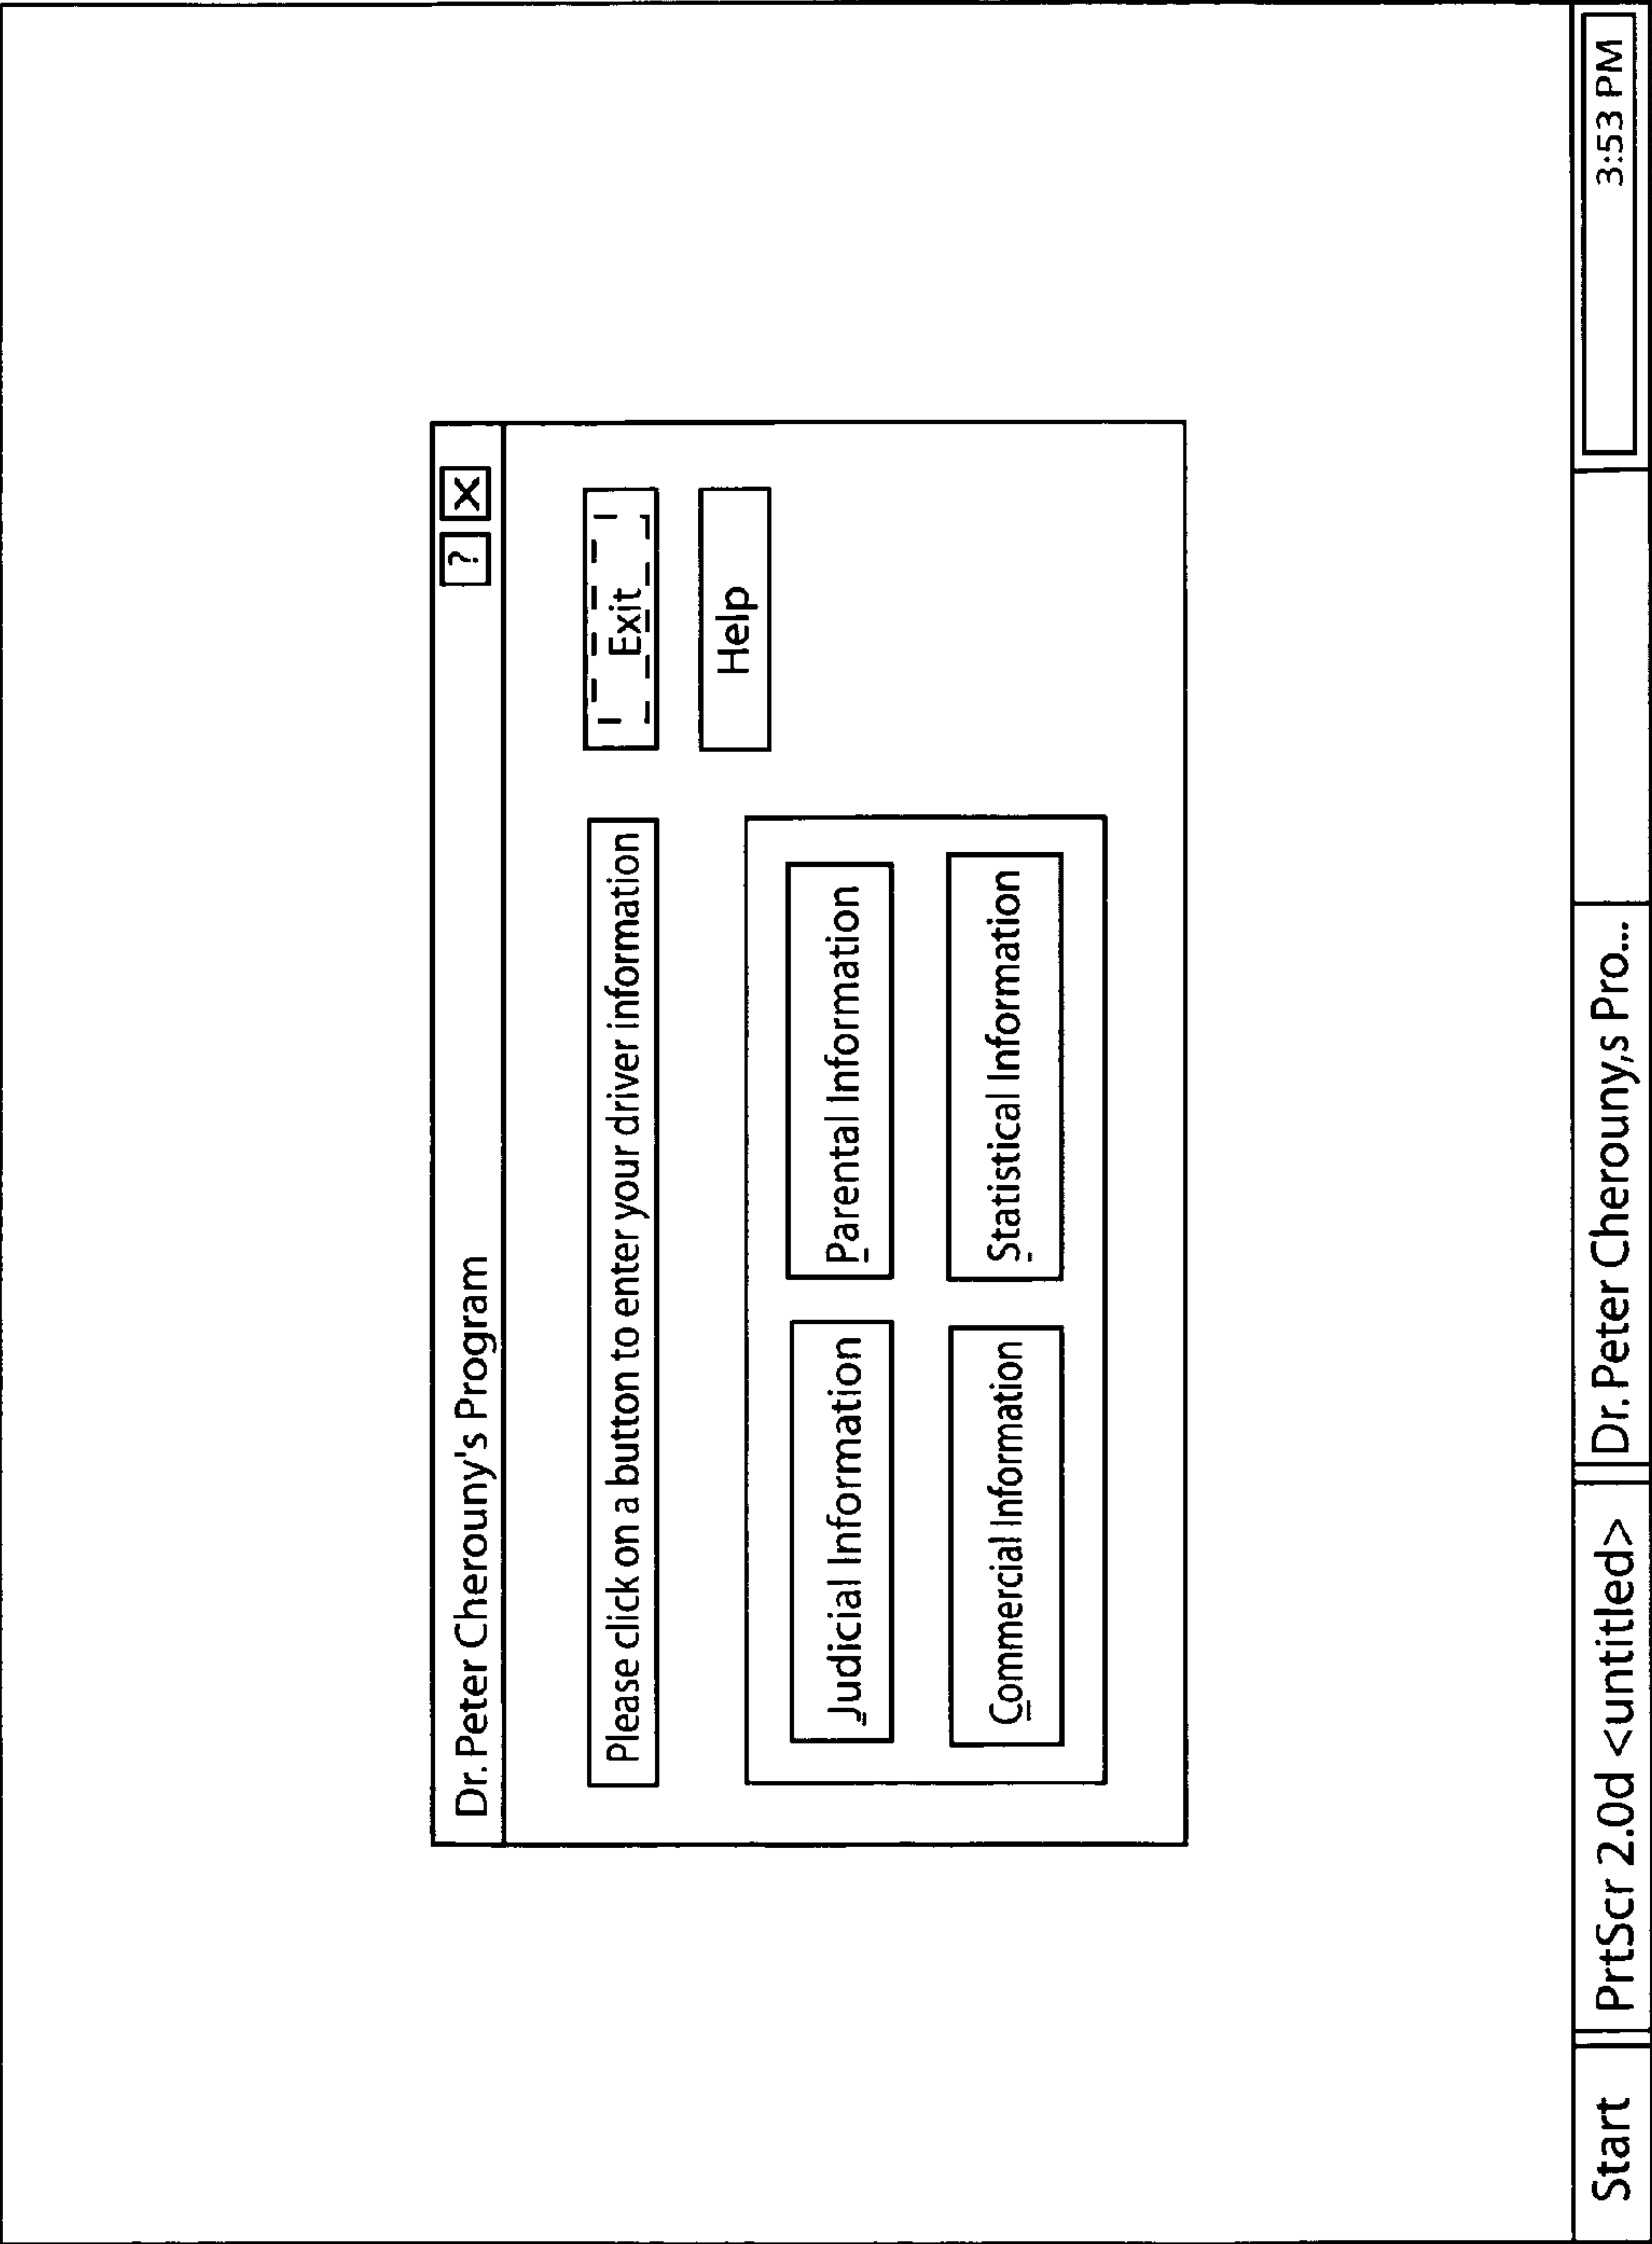 Dr. Peter Cherouny's Program ? X
Please click on a button to enter your driver information
Exit
Help
Judicial Information
Parental Information
Commercial Information
Statistical Information
Start
PrtScr 2.0d <untitled>
Dr. Peter Cherouny,s Pro...
3:53 PM